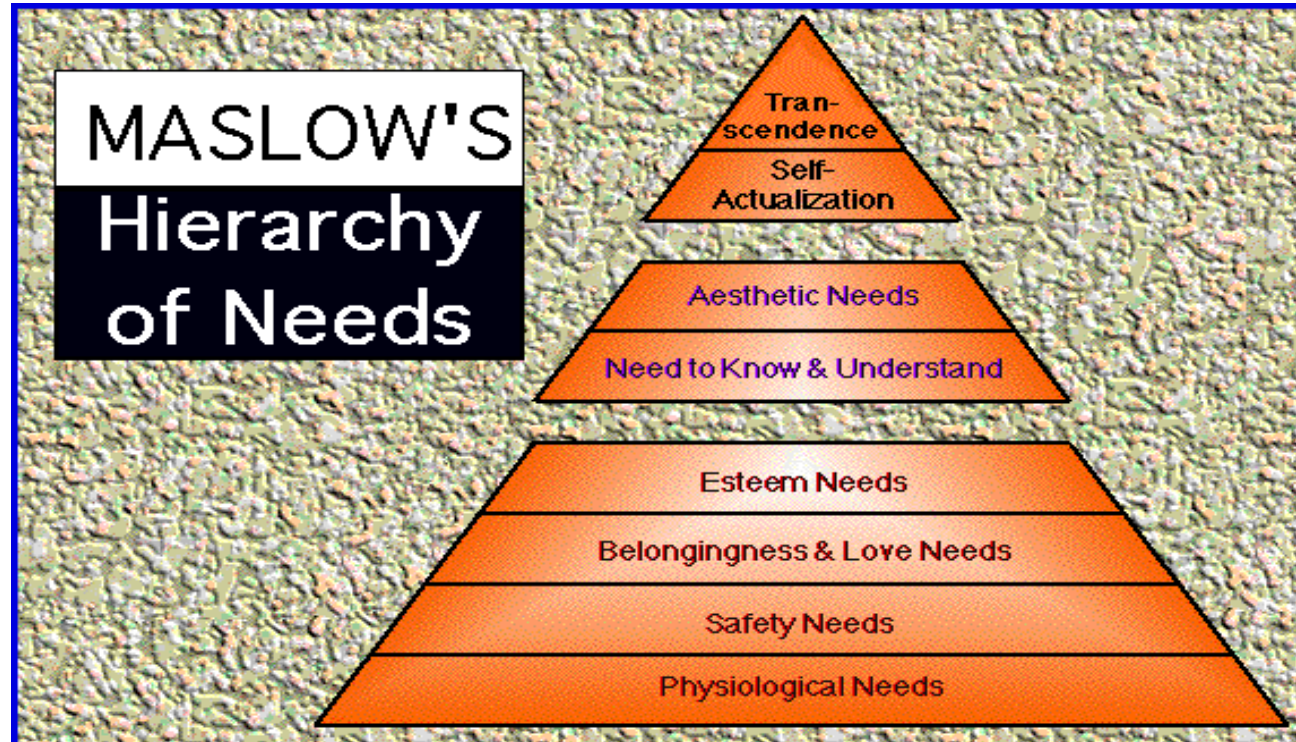 MASLOW'S
Hierarchy
of Needs
Tran-
scendence
Self-
Actualization
Aesthetic Needs
Need to Know & Understand
Esteem Needs
Belongingness & Love Needs
Safety Needs
Physiological Needs